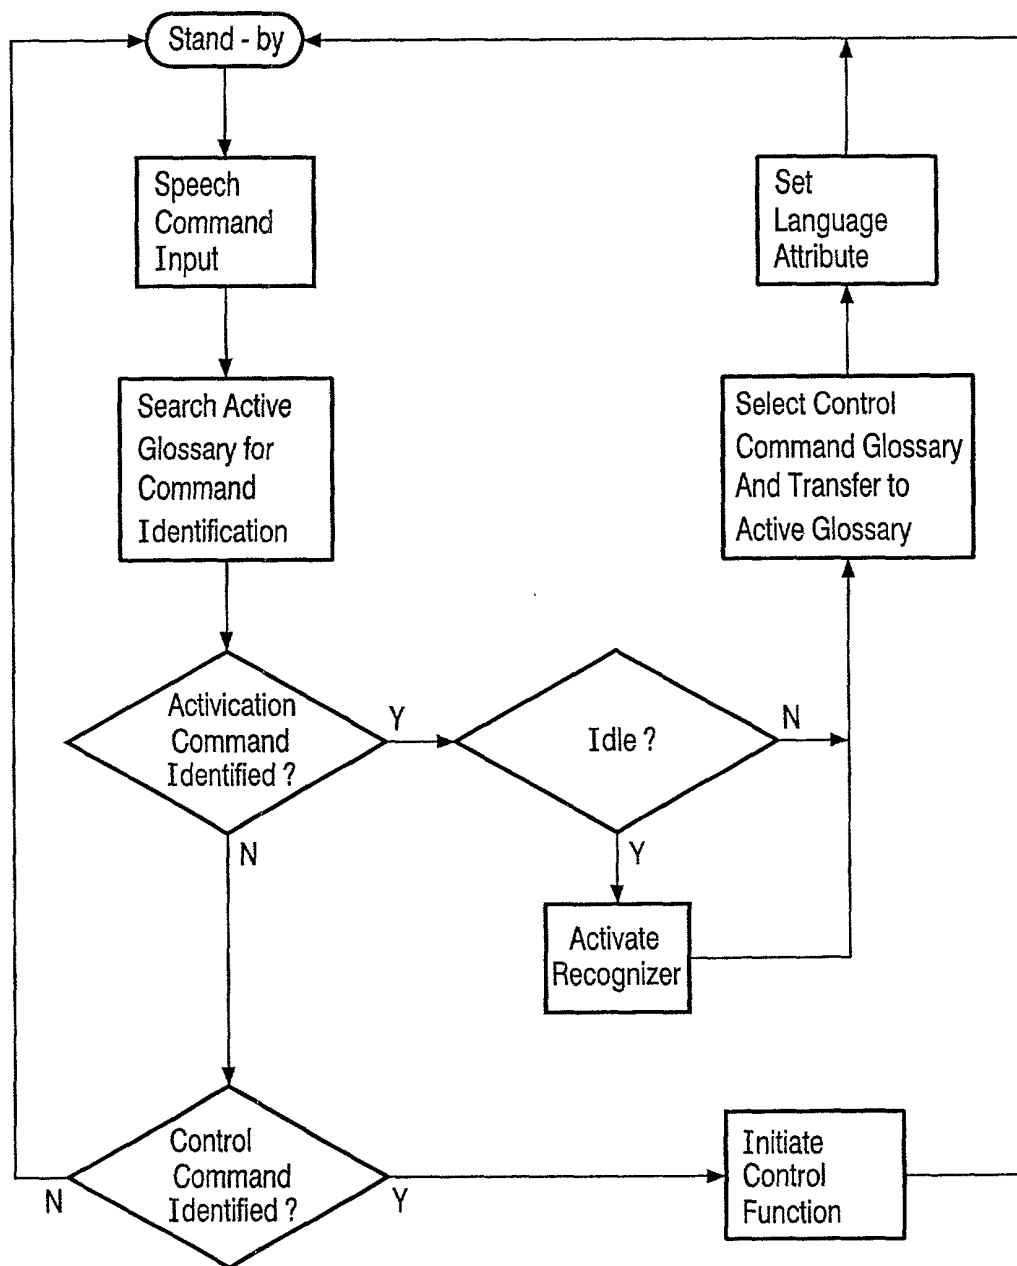 Stand - by
Speech
Command
Input
Set
Language
Attribute
Search Active
Glossary for
Command
Identification
Select Control
Command Glossary
And Transfer to
Active Glossary
Activication
Command
Identified ?
Y
Idle ?
N
N
Y
Activate
Recognizer
Control
Command
Identified ?
N
Y
Initiate
Control
Function